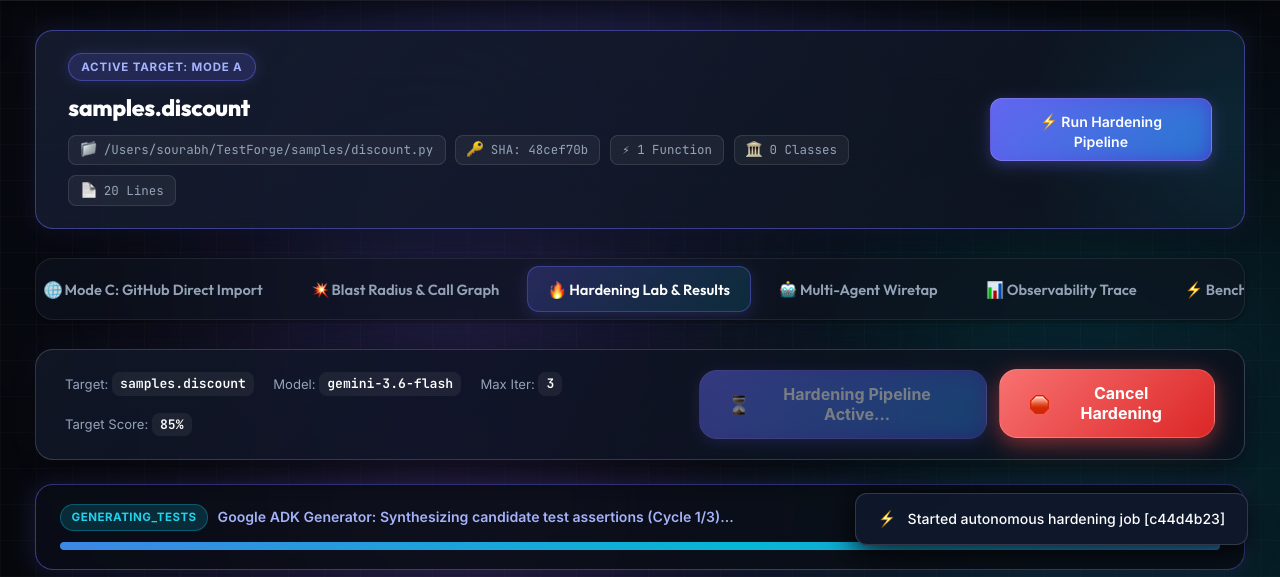 ACTIVE TARGET: MODE A
samples.discount
/Users/sourabh/TestForge/samples/discount.py
SHA: 48cef70b
1 Function
0 Classes
20 Lines
Run Hardening
Pipeline
Mode C: GitHub Direct Import
Blast Radius & Call Graph
Hardening Lab & Results
Multi-Agent Wiretap
Observability Trace
Bench
Target: samples.discount
Model: gemini-3.6-flash
Max Iter: 3
Target Score: 85%
Hardening Pipeline
Active...
Cancel
Hardening
GENERATING_TESTS
Google ADK Generator: Synthesizing candidate test assertions (Cycle 1/3)...
Started autonomous hardening job [c44d4b23]